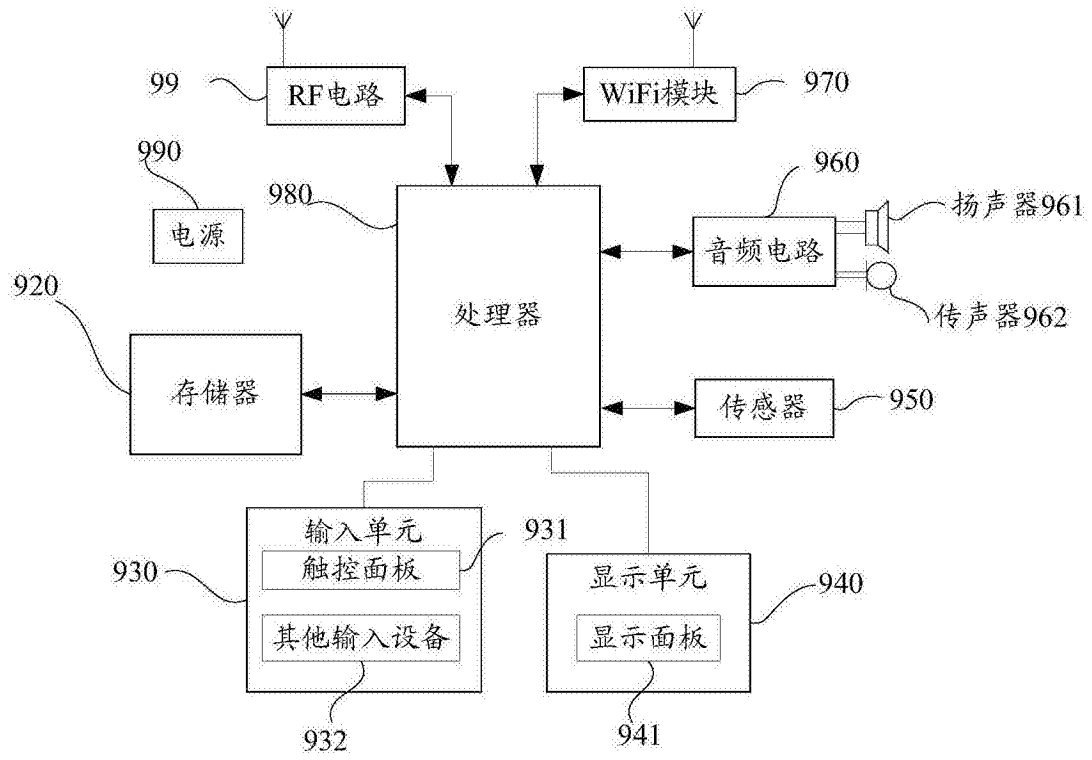 99
RF电路
WiFi模块
970
990
电源
980
960
音频电路
扬声器961
传声器962
920
存储器
处理器
传感器
950
输入单元
931
930
触控面板
其他输入设备
932
显示单元
940
显示面板
941